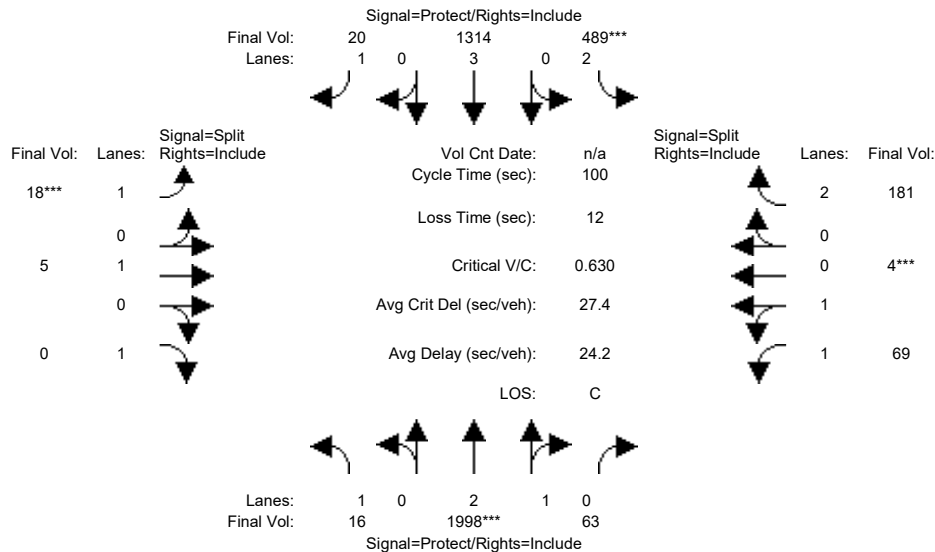 Signal=Protect/Rights=Include
Final Vol: 20 1314 489***
Lanes: 1 0 3 0 2
Signal=Split Signal=Split
Final Vol: Lanes: Rights=Include Vol Cnt Date: n/a Rights=Include Lanes: Final Vol:
Cycle Time (sec): 100
18*** 1 2 181
Loss Time (sec): 12
0 0
5 1 Critical V/C: 0.630 0 4***
0 Avg Crit Del (sec/veh): 27.4 1
0 1 Avg Delay (sec/veh): 24.2 1 69
LOS: C
Lanes: 1 0 2 1 0
Final Vol: 16 1998*** 63
Signal=Protect/Rights=Include